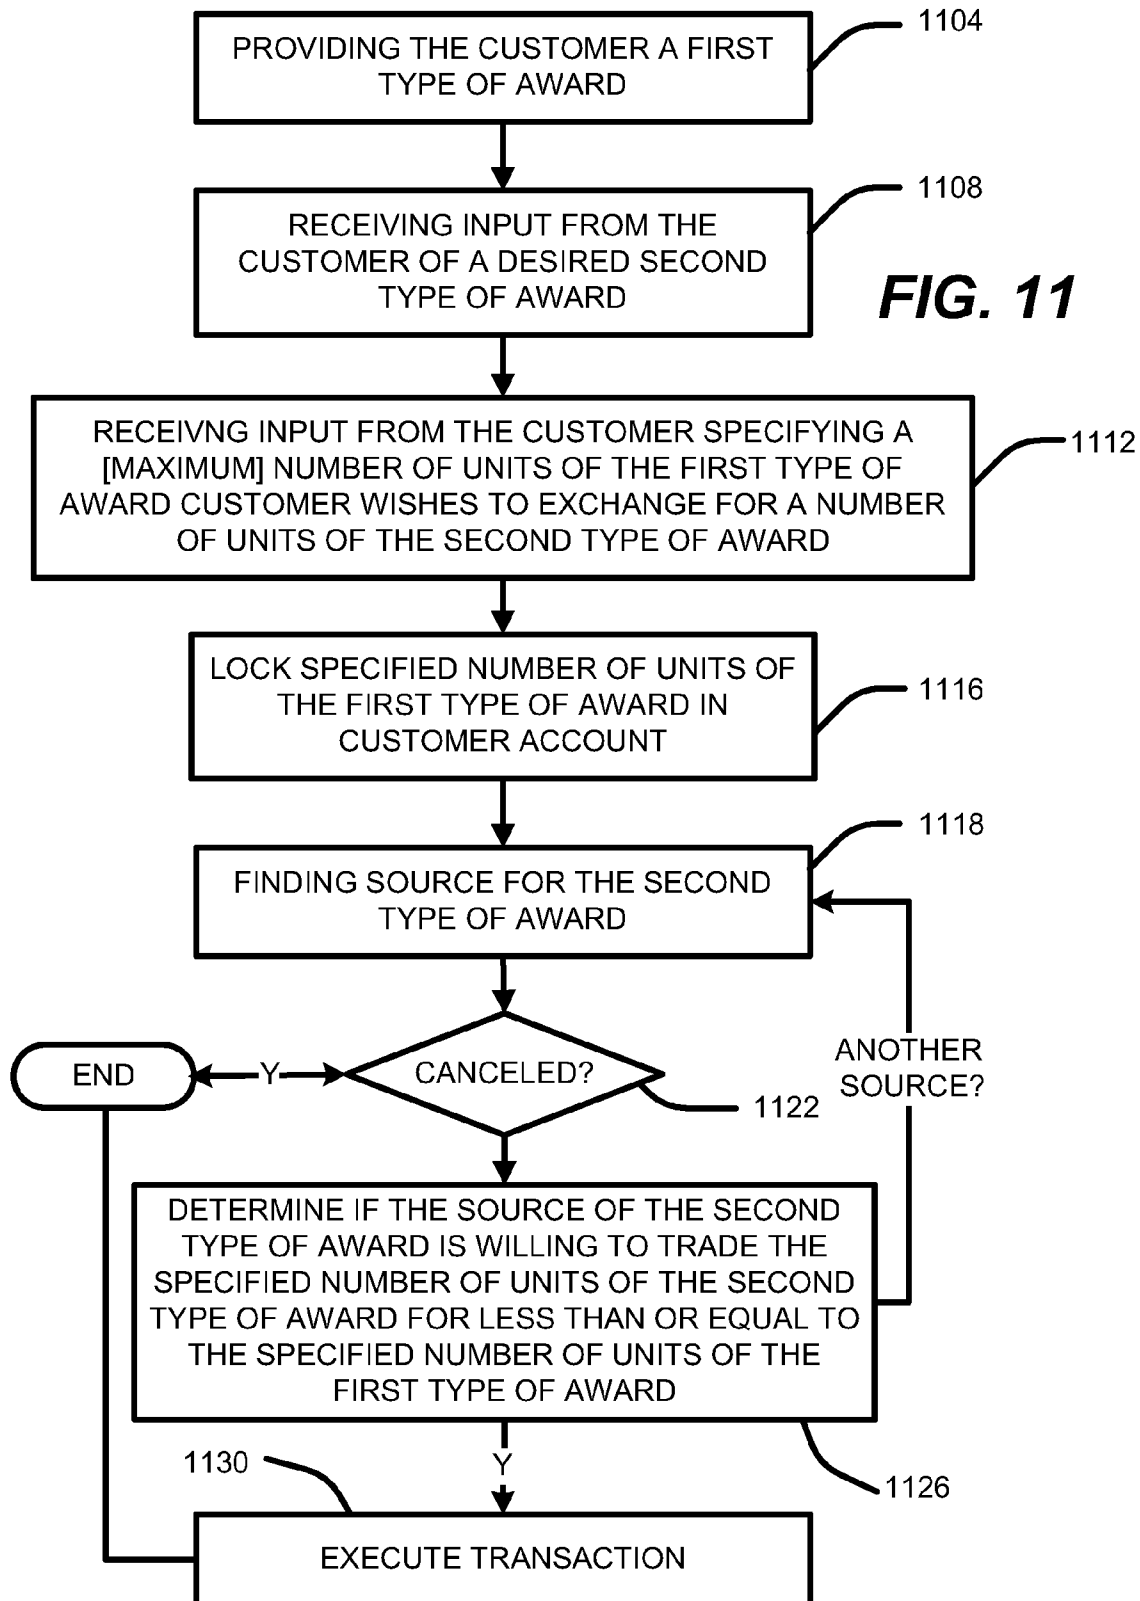 PROVIDING THE CUSTOMER A FIRST
TYPE OF AWARD
1104
RECEIVING INPUT FROM THE
CUSTOMER OF A DESIRED SECOND
TYPE OF AWARD
1108
FIG. 11
RECEIVNG INPUT FROM THE CUSTOMER SPECIFYING A
[MAXIMUM] NUMBER OF UNITS OF THE FIRST TYPE OF
AWARD CUSTOMER WISHES TO EXCHANGE FOR A NUMBER
OF UNITS OF THE SECOND TYPE OF AWARD
1112
LOCK SPECIFIED NUMBER OF UNITS OF
THE FIRST TYPE OF AWARD IN
CUSTOMER ACCOUNT
1116
1118
FINDING SOURCE FOR THE SECOND
TYPE OF AWARD
END
Y
CANCELED?
1122
ANOTHER
SOURCE?
DETERMINE IF THE SOURCE OF THE SECOND
TYPE OF AWARD IS WILLING TO TRADE THE
SPECIFIED NUMBER OF UNITS OF THE SECOND
TYPE OF AWARD FOR LESS THAN OR EQUAL TO
THE SPECIFIED NUMBER OF UNITS OF THE
FIRST TYPE OF AWARD
1126
Y
1130
EXECUTE TRANSACTION